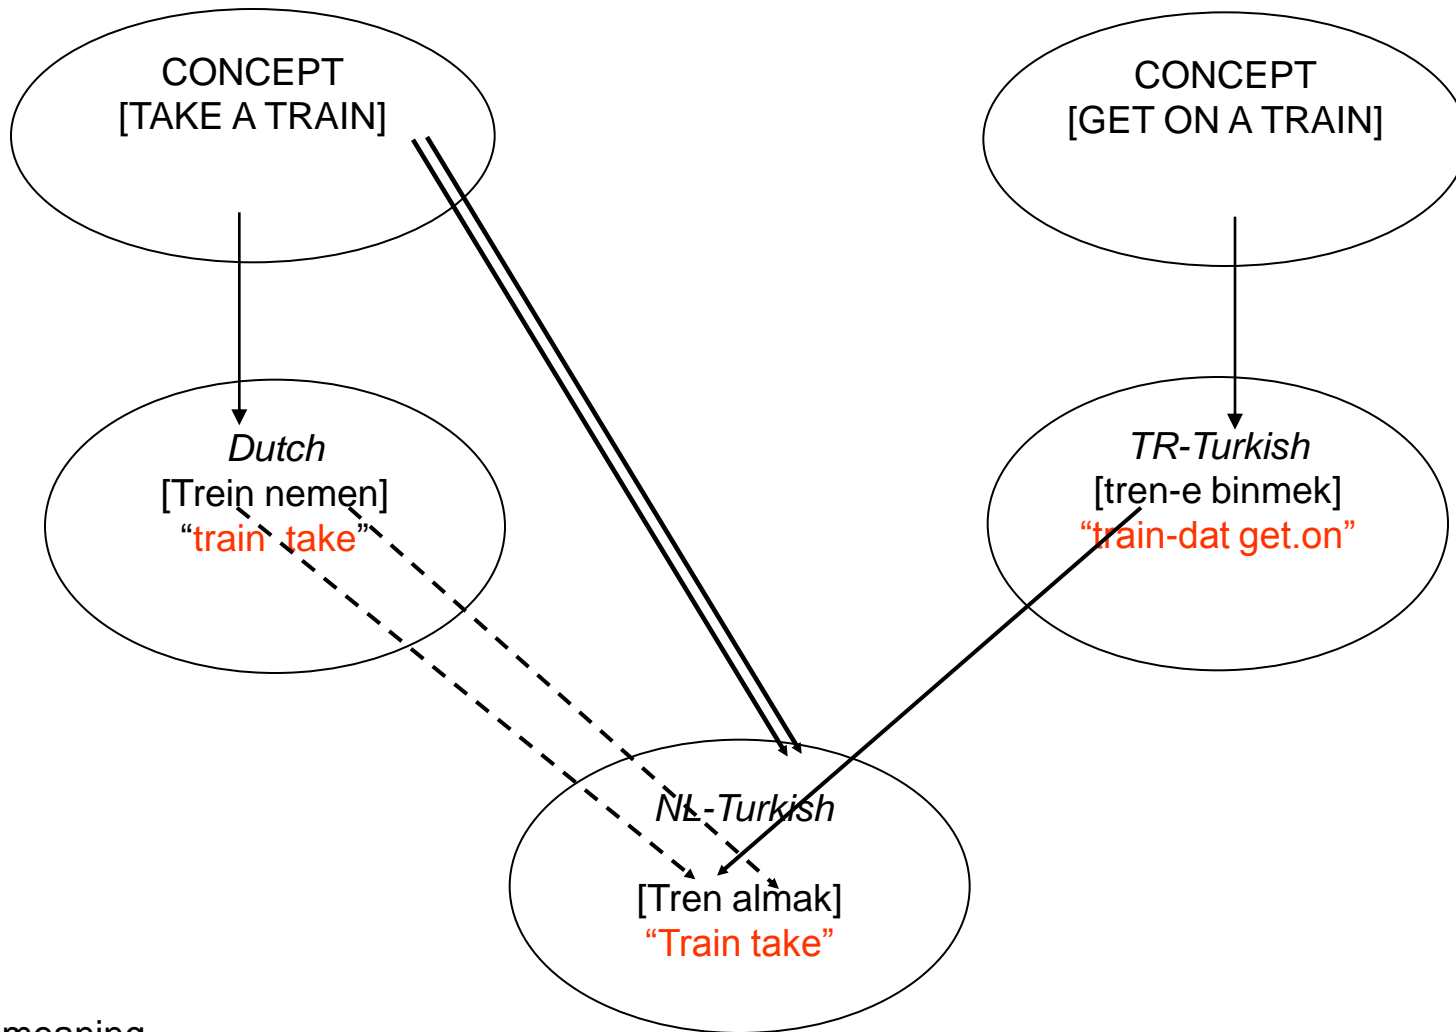 CONCEPT
[TAKE A TRAIN]
CONCEPT
[GET ON A TRAIN]
Dutch
[Trein nemen]
“train take”
TR-Turkish
[tren-e binmek]
“train-dat get.on”
NL-Turkish
[Tren almak]
“Train take”
meaning